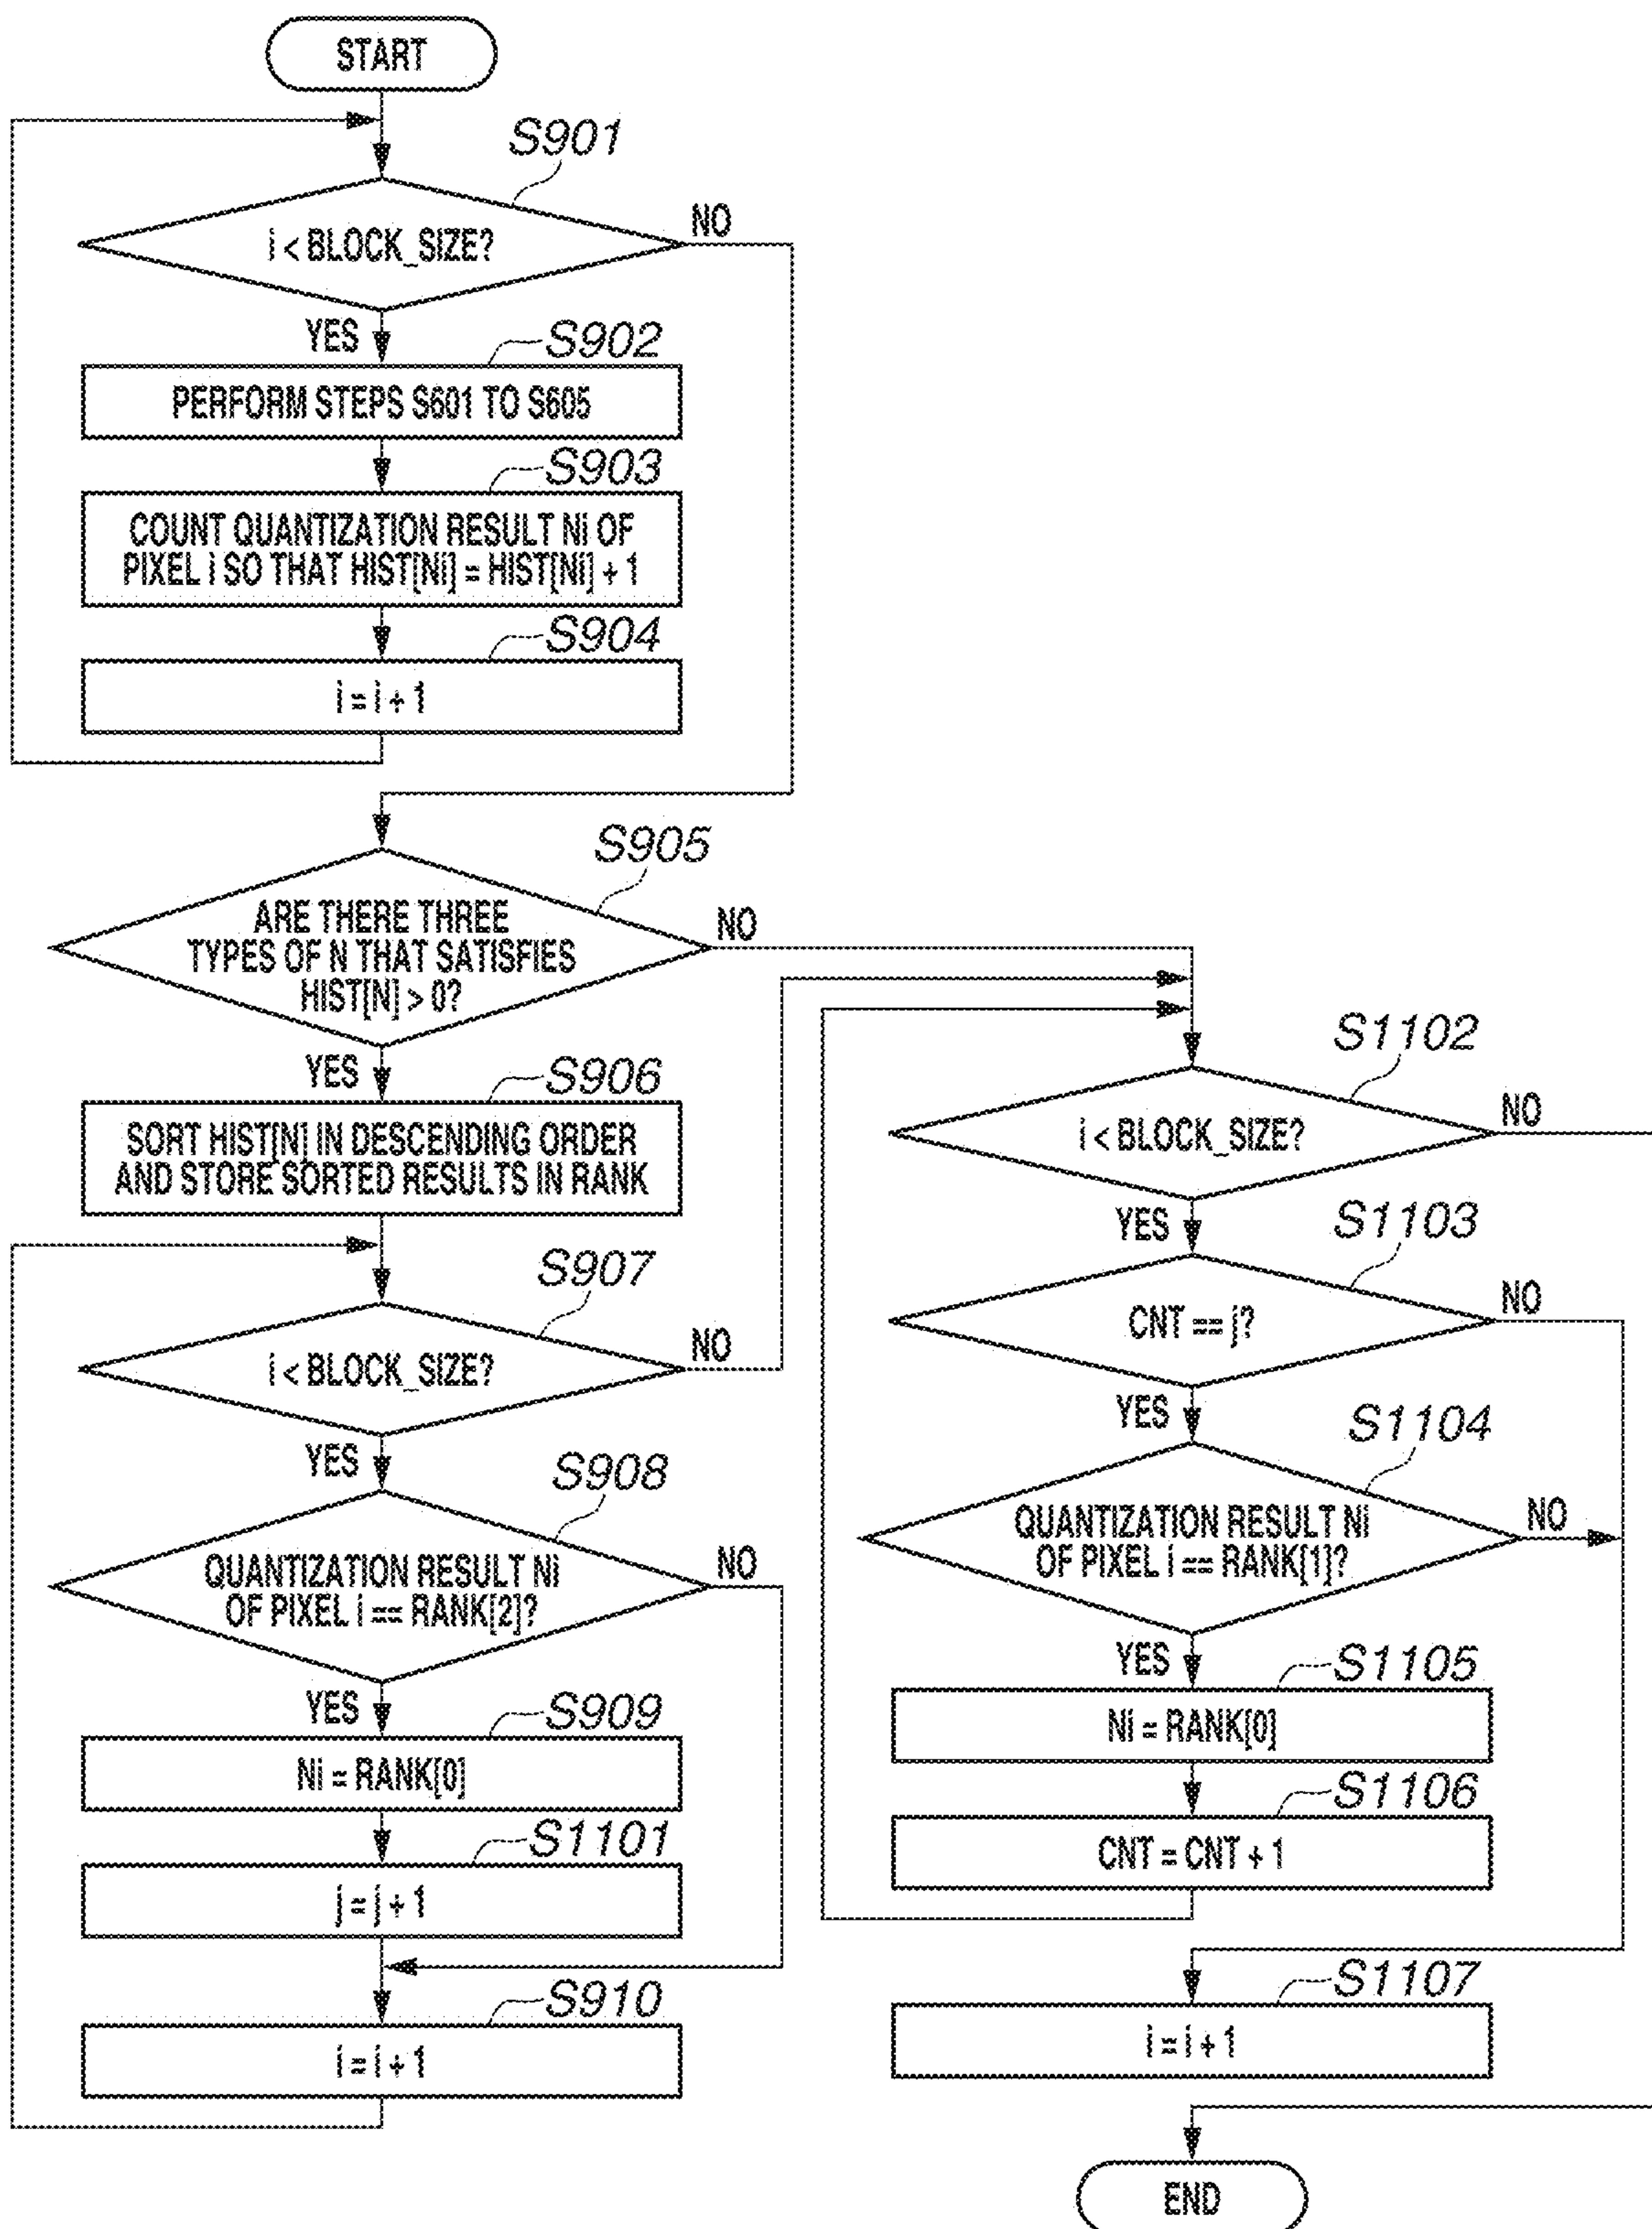 START
S901
i < BLOCK_SIZE?
NO
YES
S902
PERFORM STEPS S601 TO S605
S903
COUNT QUANTIZATION RESULT Ni OF
PIXEL i SO THAT HIST[Ni] = HIST[Ni] + 1
S904
i = i + 1
S905
ARE THERE THREE
TYPES OF N THAT SATISFIES
HIST[N] > 0?
NO
YES
S906
SORT HIST[N] IN DESCENDING ORDER
AND STORE SORTED RESULTS IN RANK
S907
i < BLOCK_SIZE?
NO
YES
S908
QUANTIZATION RESULT Ni
OF PIXEL i == RANK[2]?
NO
YES
S909
Ni = RANK[0]
S1101
j = j + 1
S910
i = i + 1
S1102
i < BLOCK_SIZE?
NO
YES
S1103
CNT == j?
NO
YES
S1104
QUANTIZATION RESULT Ni
OF PIXEL i == RANK[1]?
NO
YES
S1105
Ni = RANK[0]
S1106
CNT = CNT + 1
S1107
i = i + 1
END